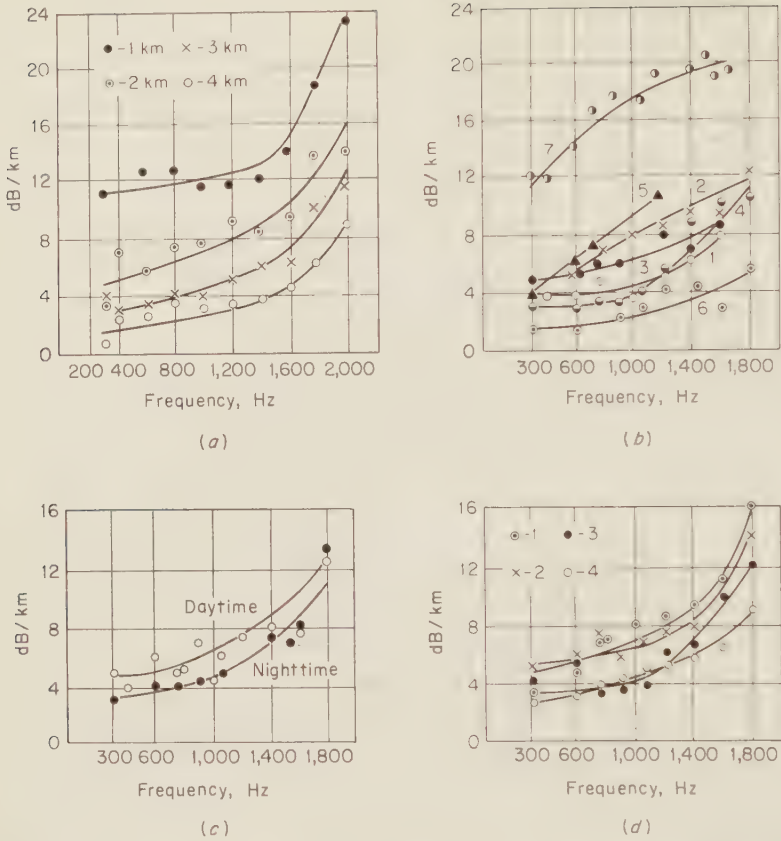 24
20
16
12
8
4
0
dB/km
● -1 km × -3 km
⊙ -2 km ○ -4 km
200 400 800 1,200 1,600 2,000
Frequency, Hz
(a)
24
20
16
12
8
4
0
dB/km
7
5
2
4
3
1
6
300 600 1,000 1,400 1,800
Frequency, Hz
(b)
16
12
8
4
0
dB/km
Daytime
Nighttime
300 600 1,000 1,400 1,800
Frequency, Hz
(c)
16
12
8
4
0
dB/km
⊙ -1 ● -3
× -2 ○ -4
300 600 1,000 1,400 1,800
Frequency, Hz
(d)